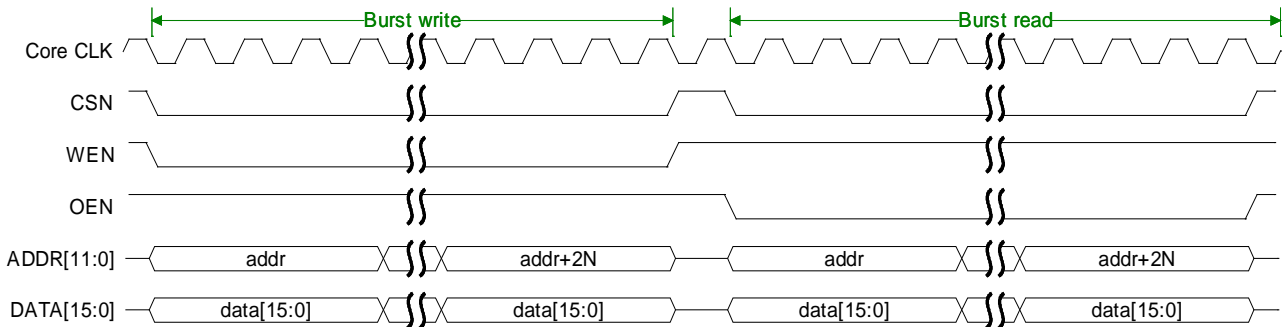 Burst write Burst read
Core CLK
CSN
WEN
OEN
ADDR[11:0] addr addr+2N addr addr+2N
DATA[15:0] data[15:0] data[15:0] data[15:0] data[15:0]